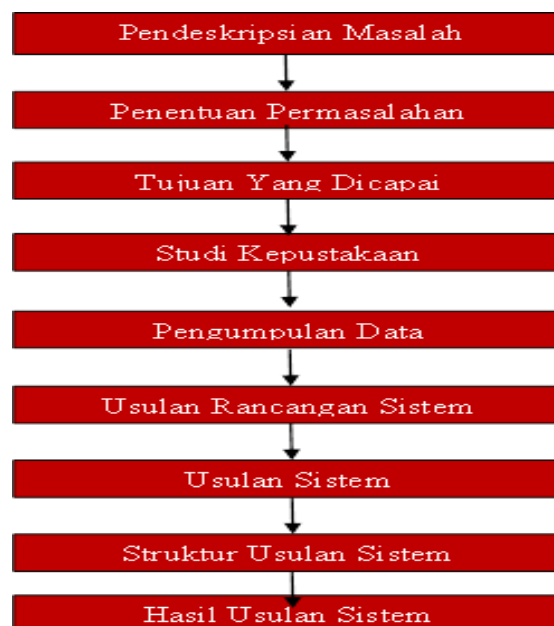 Pendeskripsian Masalah
Penentuan Permasalahan
Tujuan Yang Dicapai
Studi Kepustakaan
Pengumpulan Data
Usulan Rancangan Sistem
Usulan Sistem
Struktur Usulan Sistem
Hasil Usulan Sistem